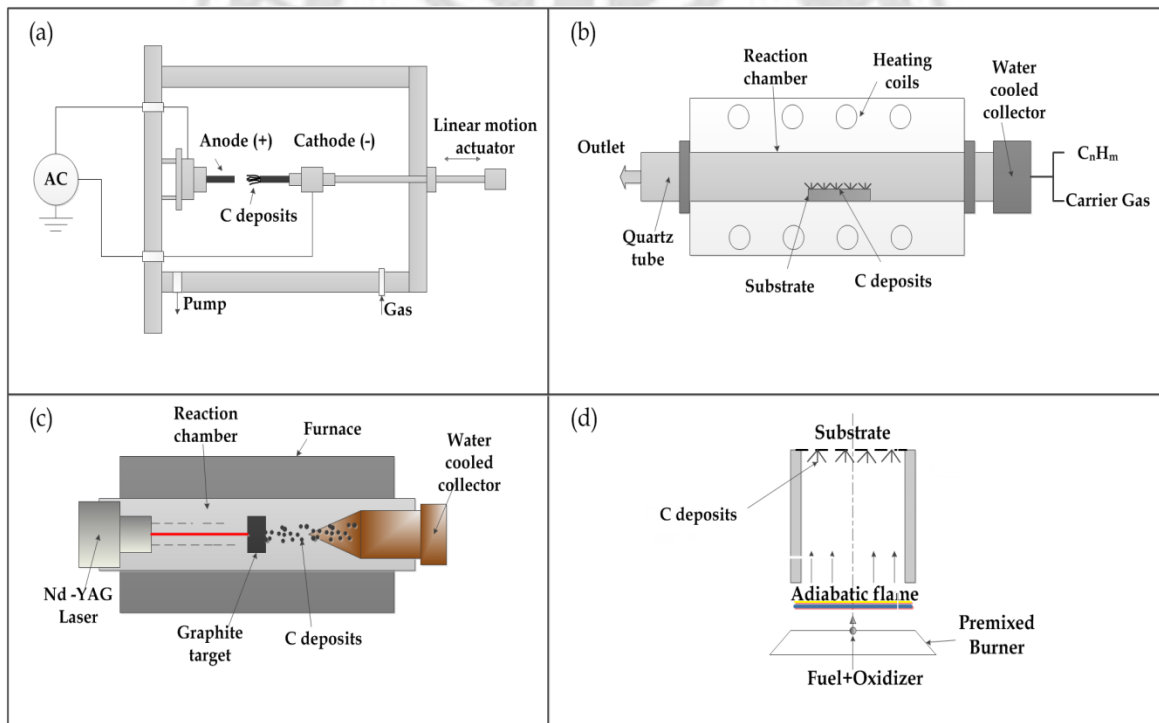 (a)
Anode (+)
Cathode (-)
Linear motion
actuator
AC
C deposits
Pump
Gas
(b)
Reaction
chamber
Heating
coils
Water
cooled
collector
Outlet
CnHm
Carrier Gas
Quartz
tube
Substrate
C deposits
(c)
Reaction
chamber
Furnace
Water
cooled
collector
Nd -YAG
Laser
Graphite
target
C deposits
(d)
Substrate
C deposits
Adiabatic flame
Premixed
Burner
Fuel+Oxidizer